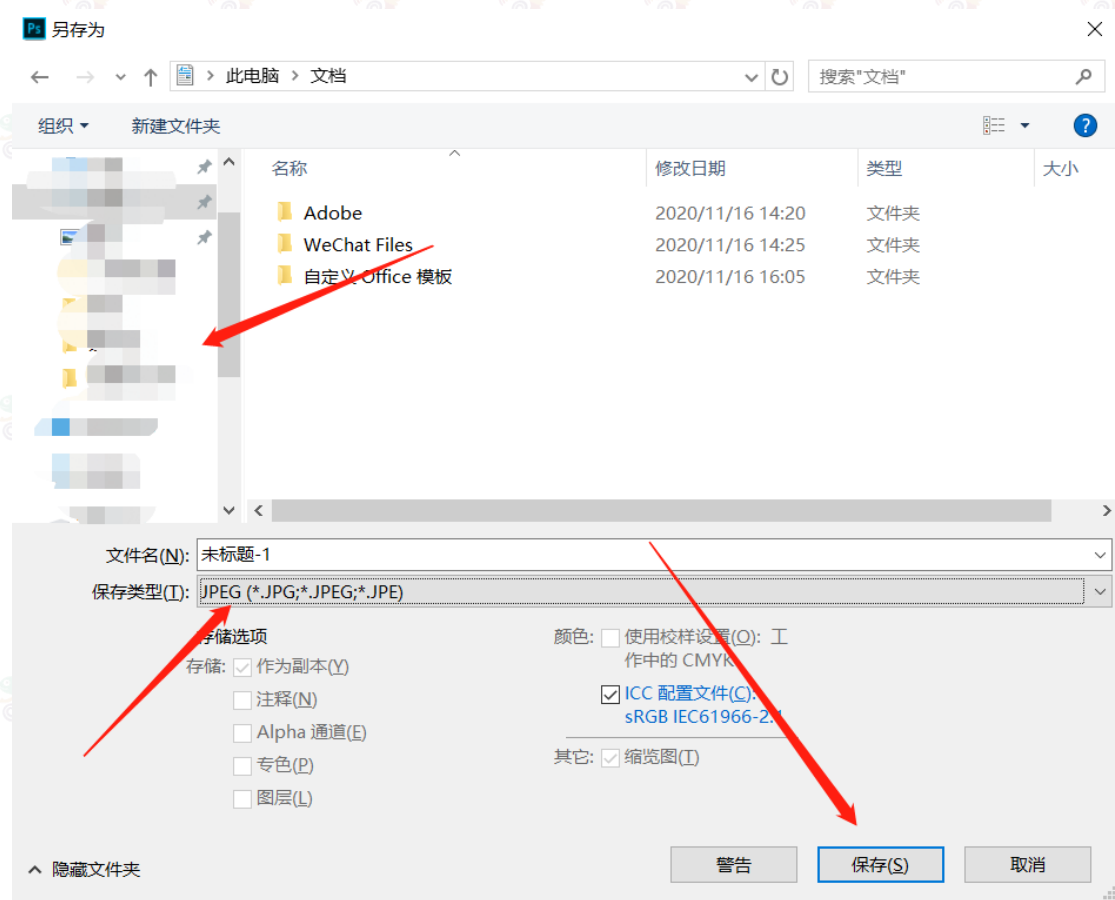 Ps 另存为
此电脑 文档 搜索"文档"
组织 新建文件夹 ?
名称 修改日期 类型 大小
Adobe 2020/11/16 14:20 文件夹
WeChat Files 2020/11/16 14:25 文件夹
自定义 Office 模板 2020/11/16 16:05 文件夹
文件名(N): 未标题-1
保存类型(T): JPEG (*.JPG;*.JPEG;*.JPE)
存储选项
存储: 作为副本(Y)
注释(N)
Alpha 通道(E)
专色(P)
图层(L)
颜色: 使用校样设置(O): 工
作中的 CMYK
ICC 配置文件(C):
sRGB IEC61966-2.1
其它: 缩览图(T)
隐藏文件夹 警告 保存(S) 取消